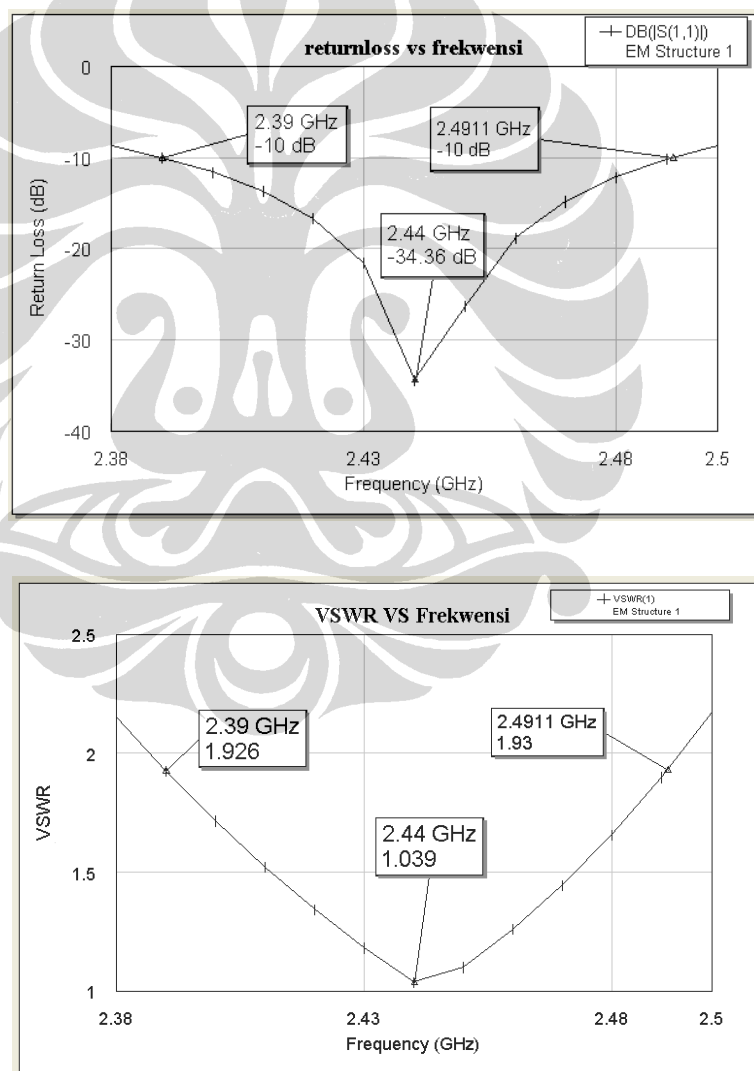 returnloss vs frekwensi
DB(|S(1,1)|)
EM Structure 1
0
-10
-20
-30
-40
Return Loss (dB)
2.39 GHz
-10 dB
2.4911 GHz
-10 dB
2.44 GHz
-34.36 dB
2.38
2.43
2.48
2.5
Frequency (GHz)
VSWR VS Frekwensi
VSWR(1)
EM Structure 1
2.5
2
1.5
1
VSWR
2.39 GHz
1.926
2.4911 GHz
1.93
2.44 GHz
1.039
2.38
2.43
2.48
2.5
Frequency (GHz)